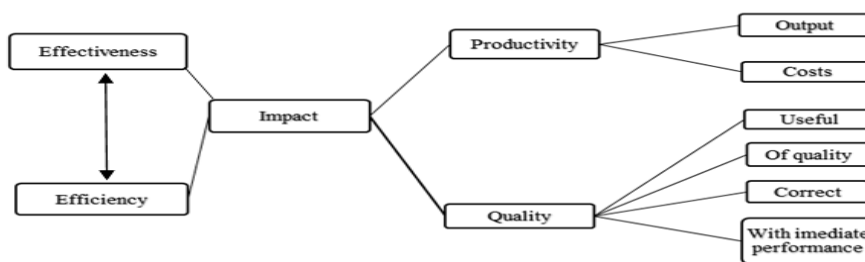 Effectiveness
Efficiency
Impact
Productivity
Quality
Output
Costs
Useful
Of quality
Correct
With imediate
performance